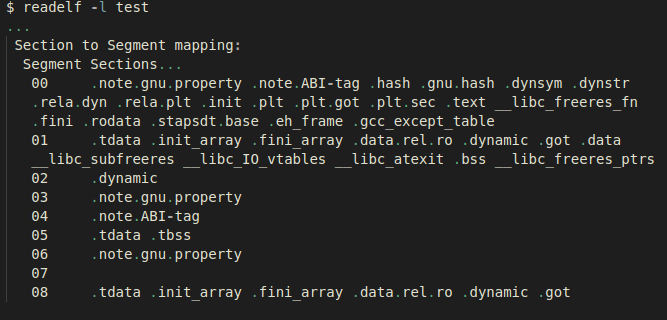 $ readelf -l test
...
Section to Segment mapping:
Segment Sections...
00 .note.gnu.property .note.ABI-tag .hash .gnu.hash .dynsym .dynstr
.rela.dyn .rela.plt .init .plt .plt.got .plt.sec .text __libc_freeres_fn
.fini .rodata .stapsdt.base .eh_frame .gcc_except_table
01 .tdata .init_array .fini_array .data.rel.ro .dynamic .got .data
__libc_subfreeres __libc_IO_vtables __libc_atexit .bss __libc_freeres_ptrs
02 .dynamic
03 .note.gnu.property
04 .note.ABI-tag
05 .tdata .tbss
06 .note.gnu.property
07
08 .tdata .init_array .fini_array .data.rel.ro .dynamic .got